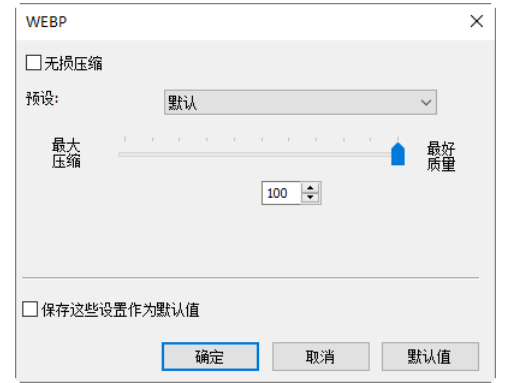 WEBP
无损压缩
预设:
默认
最大
压缩
最好
质量
100
保存这些设置作为默认值
确定
取消
默认值